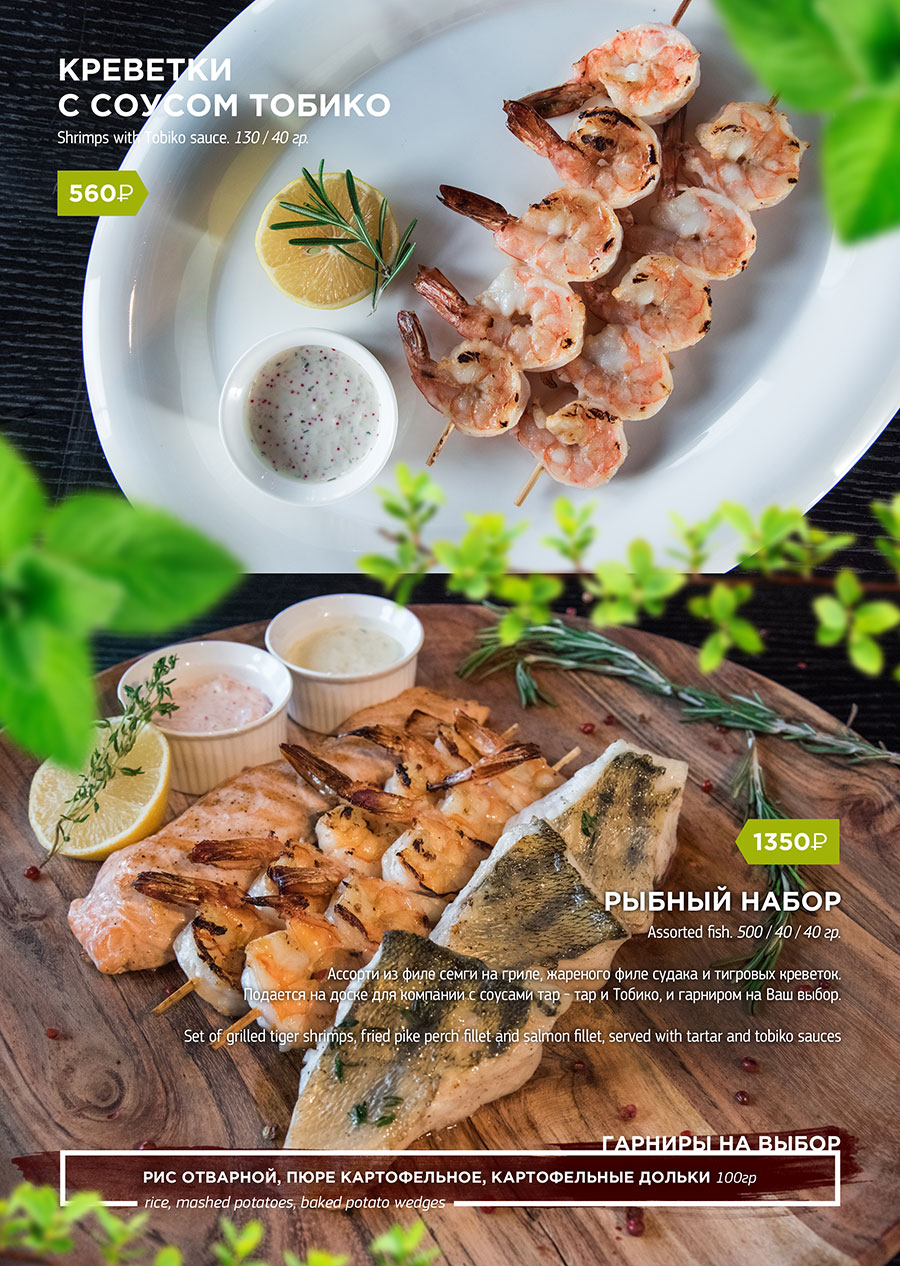 КРЕВЕТКИ
С СОУСОМ ТОБИКО
Shrimps with Tobiko sauce. 130 / 40 гр.
560₽
1350₽
РЫБНЫЙ НАБОР
Assorted fish. 500 / 40 / 40 гр.
Ассорти из филе семги на гриле, жареного филе судака и тигровых креветок.
Подается на доске для компании с соусами тар - тар и Тобико, и гарниром на Ваш выбор.
Set of grilled tiger shrimps, fried pike perch fillet and salmon fillet, served with tartar and tobiko sauces
ГАРНИРЫ НА ВЫБОР
РИС ОТВАРНОЙ, ПЮРЕ КАРТОФЕЛЬНОЕ, КАРТОФЕЛЬНЫЕ ДОЛЬКИ 100гр
rice, mashed potatoes, baked potato wedges